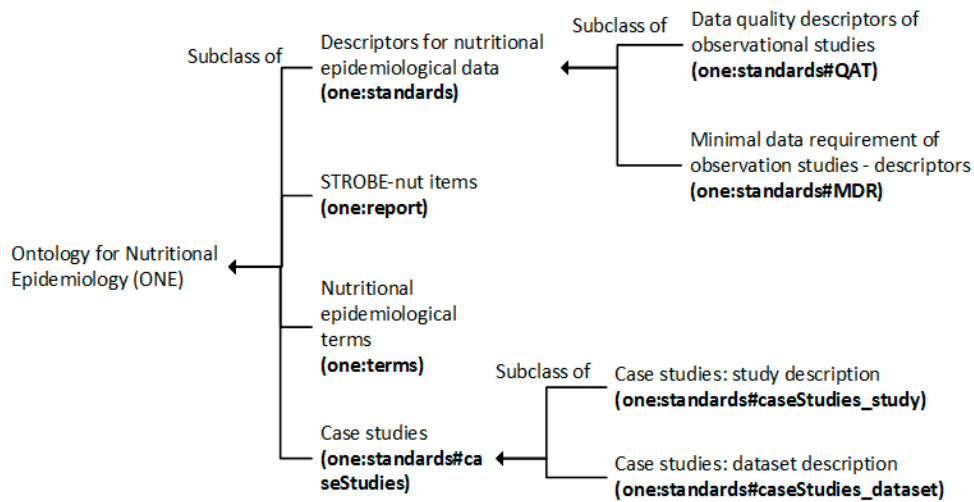 Subclass of
Descriptors for nutritional
epidemiological data
(one:standards)
Subclass of
Data quality descriptors of
observational studies
(one:standards#QAT)
Minimal data requirement of
observation studies - descriptors
(one:standards#MDR)
STROBE-nut items
(one:report)
Ontology for Nutritional
Epidemiology (ONE)
Nutritional
epidemiological
terms
(one:terms)
Case studies
(one:standards#ca
seStudies)
Subclass of
Case studies: study description
(one:standards#caseStudies_study)
Case studies: dataset description
(one:standards#caseStudies_dataset)